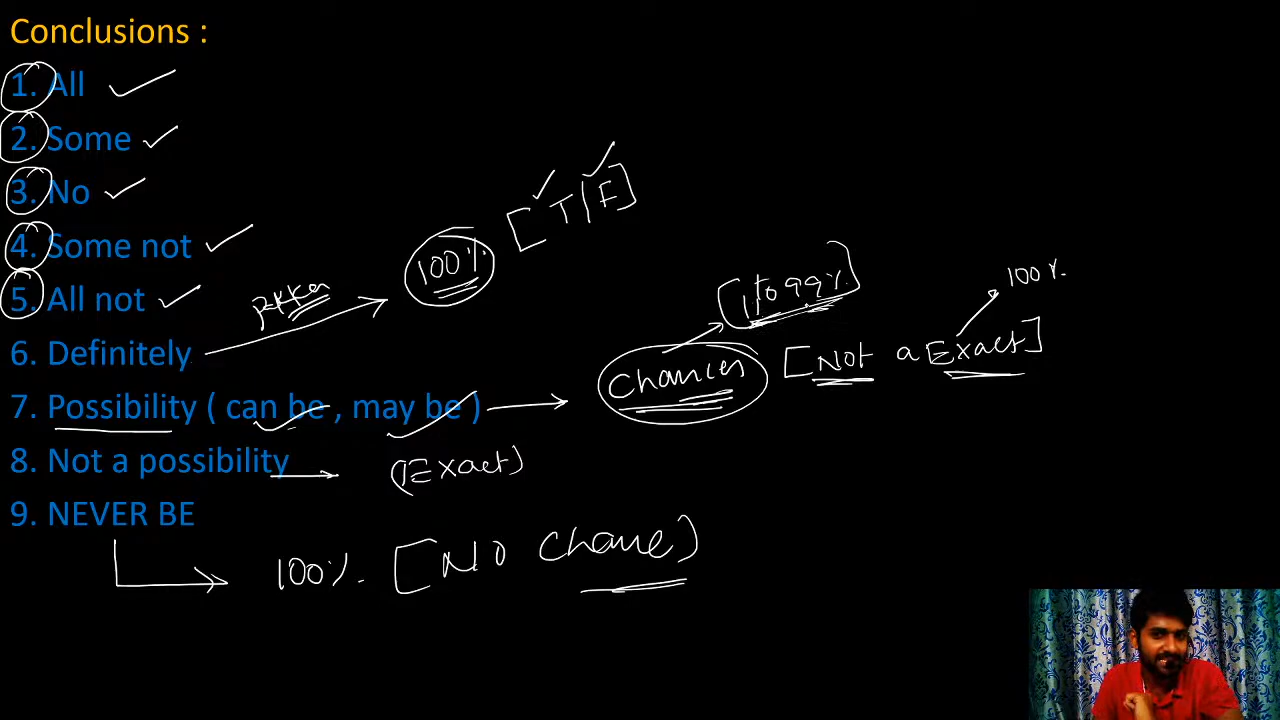 Conclusions :
1. All
2. Some
3. No
4. Some not
[T/F]
100%
5. All not
pkka
[1 to 99%]
100%
6. Definitely
chances [Not a Exact]
7. Possibility ( can be , may be )
8. Not a possibility
(Exact)
9. NEVER BE
100% [No chance]